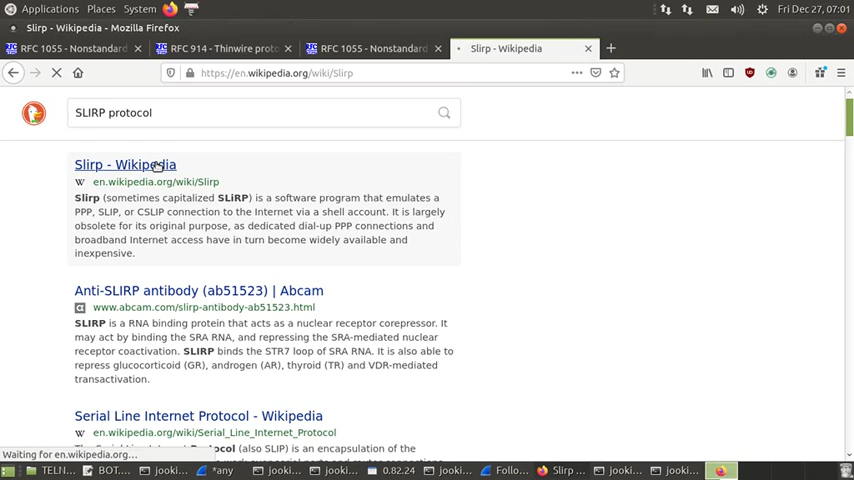 Applications Places System Fri Dec 27, 07:01
Slirp - Wikipedia - Mozilla Firefox
RFC 1055 - Nonstandard RFC 914 - Thinwire proto RFC 1055 - Nonstandard Slirp - Wikipedia
https://en.wikipedia.org/wiki/Slirp
SLIRP protocol
Slirp - Wikipedia
W en.wikipedia.org/wiki/Slirp
Slirp (sometimes capitalized SLiRP) is a software program that emulates a
PPP, SLIP, or CSLIP connection to the Internet via a shell account. It is largely
obsolete for its original purpose, as dedicated dial-up PPP connections and
broadband Internet access have in turn become widely available and
inexpensive.
Anti-SLIRP antibody (ab51523) | Abcam
www.abcam.com/slirp-antibody-ab51523.html
SLIRP is a RNA binding protein that acts as a nuclear receptor corepressor. It
may act by binding the SRA RNA, and repressing the SRA-mediated nuclear
receptor coactivation. SLIRP binds the STR7 loop of SRA RNA. It is also able to
repress glucocorticoid (GR), androgen (AR), thyroid (TR) and VDR-mediated
transactivation.
Serial Line Internet Protocol - Wikipedia
W en.wikipedia.org/wiki/Serial_Line_Internet_Protocol
Protocol (also SLIP) is an encapsulation of the
Waiting for en.wikipedia.org...
TELN... BOT.... jooki... *any jooki... jooki... 0.82.24 jooki... Follo... Slirp ... jooki... jooki...